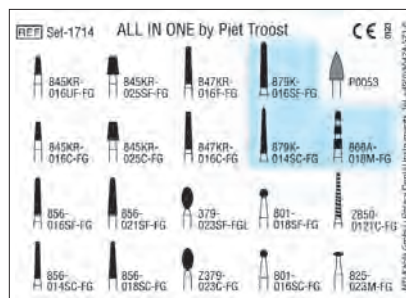 REF Set-1714 ALL IN ONE by Piet Troost CE
845KR-
016UF-FG
845KR-
025SF-FG
847KR-
016F-FG
879K-
016SF-FG
P0053
845KR-
016C-FG
845KR-
025C-FG
847KR-
016C-FG
879K-
014SC-FG
868A-
018M-FG
856-
016SF-FG
856-
021SF-FG
379-
023SF-FGL
801-
018SF-FG
ZB50-
012TC-FG
856-
014SC-FG
856-
018SC-FG
Z379-
023C-FG
801-
016SC-FG
825-
023M-FG